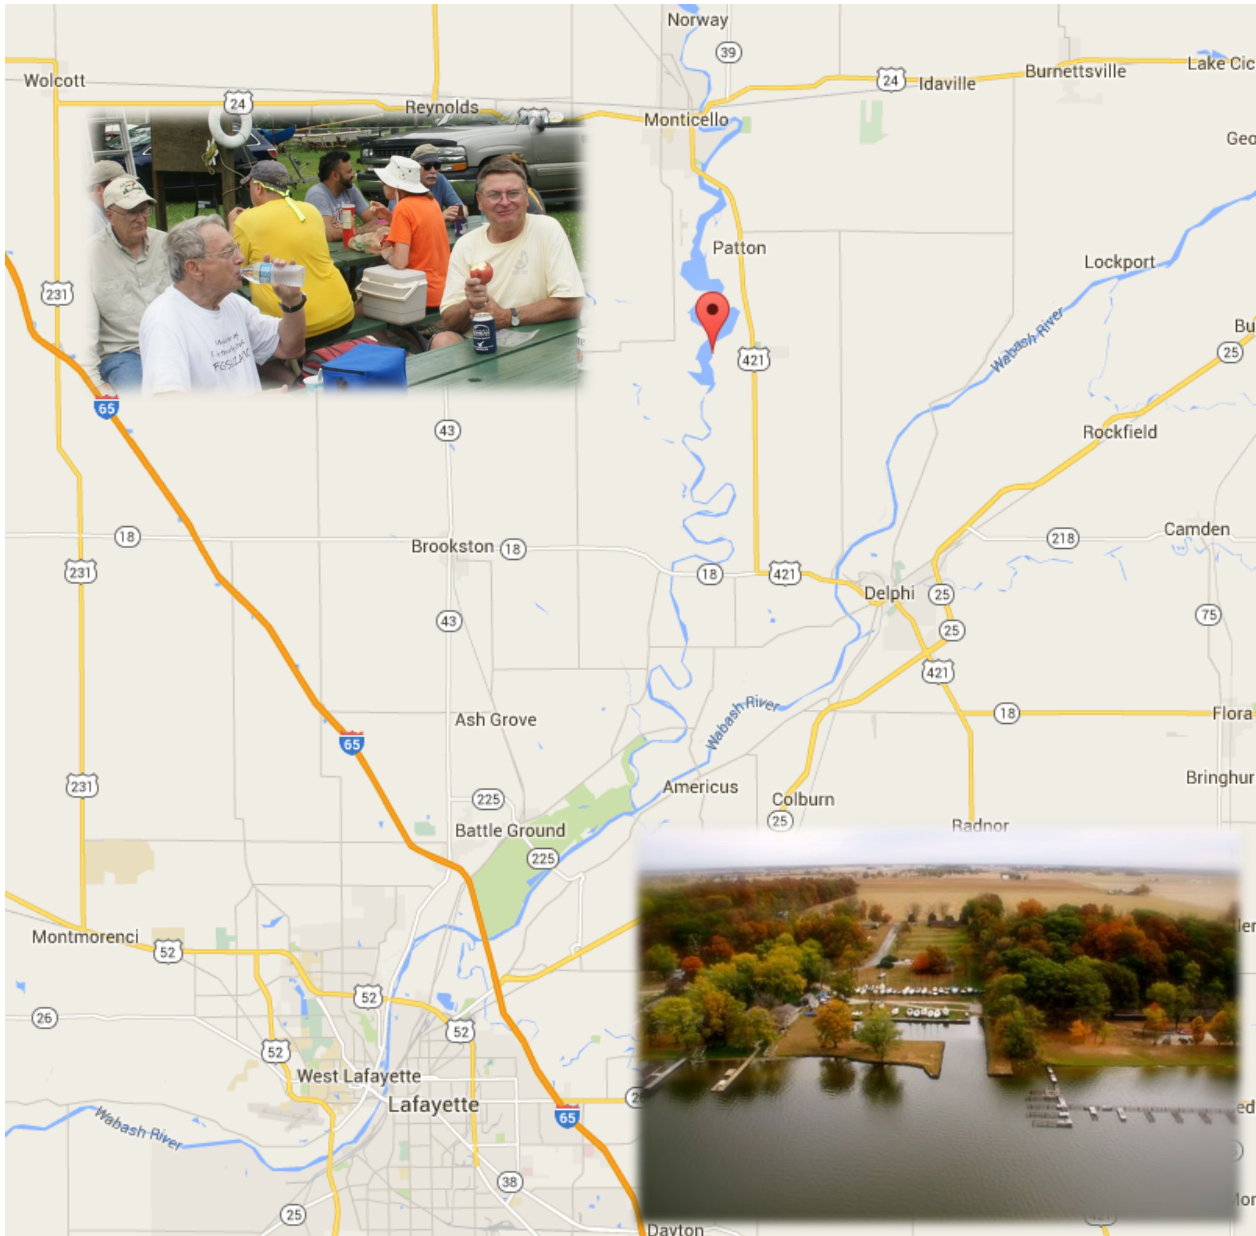 Norway
39
Wolcott
24
Idaville
Burnettsville
Lake Cic
24
Reynolds
Monticello
Geo
Patton
Lockport
231
Wabash River
Bu
25
421
65
43
Rockfield
18
Brookston
18
218
Camden
231
18
421
Delphi
25
75
43
25
421
Ash Grove
Wabash River
18
Flora
65
231
Americus
Bringhur
225
Colburn
25
Battle Ground
Radnor
225
Montmorenci
52
52
26
52
52
West Lafayette
Lafayette
65
Wabash River
38
25
Dayton